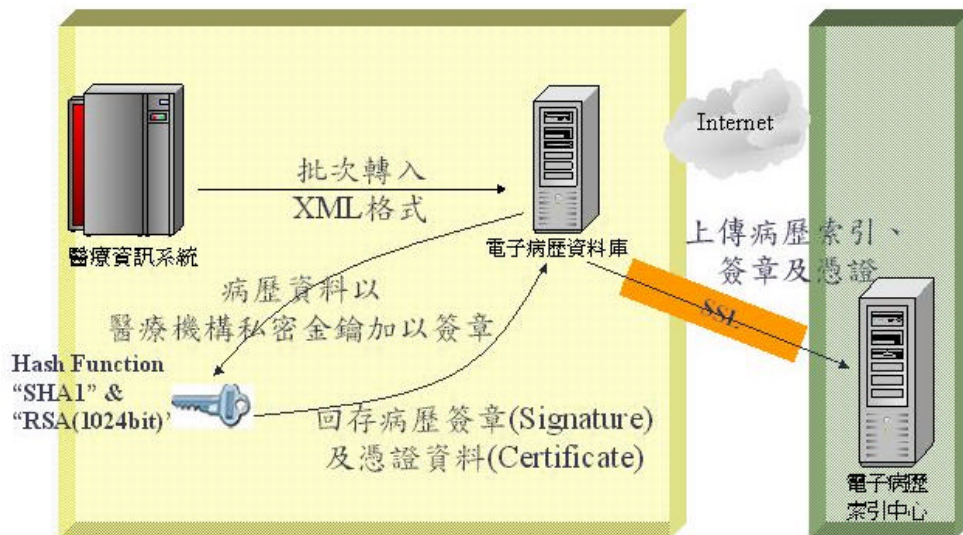 Internet
批次轉入
XML格式
醫療資訊系統
電子病歷資料庫
上傳病歷索引、
簽章及憑證
SSL
病歷資料以
醫療機構私密金鑰加以簽章
Hash Function
“SHA1” &
“RSA(1024bit)’
回存病歷簽章(Signature)
及憑證資料(Certificate)
電子病歷
索引中心